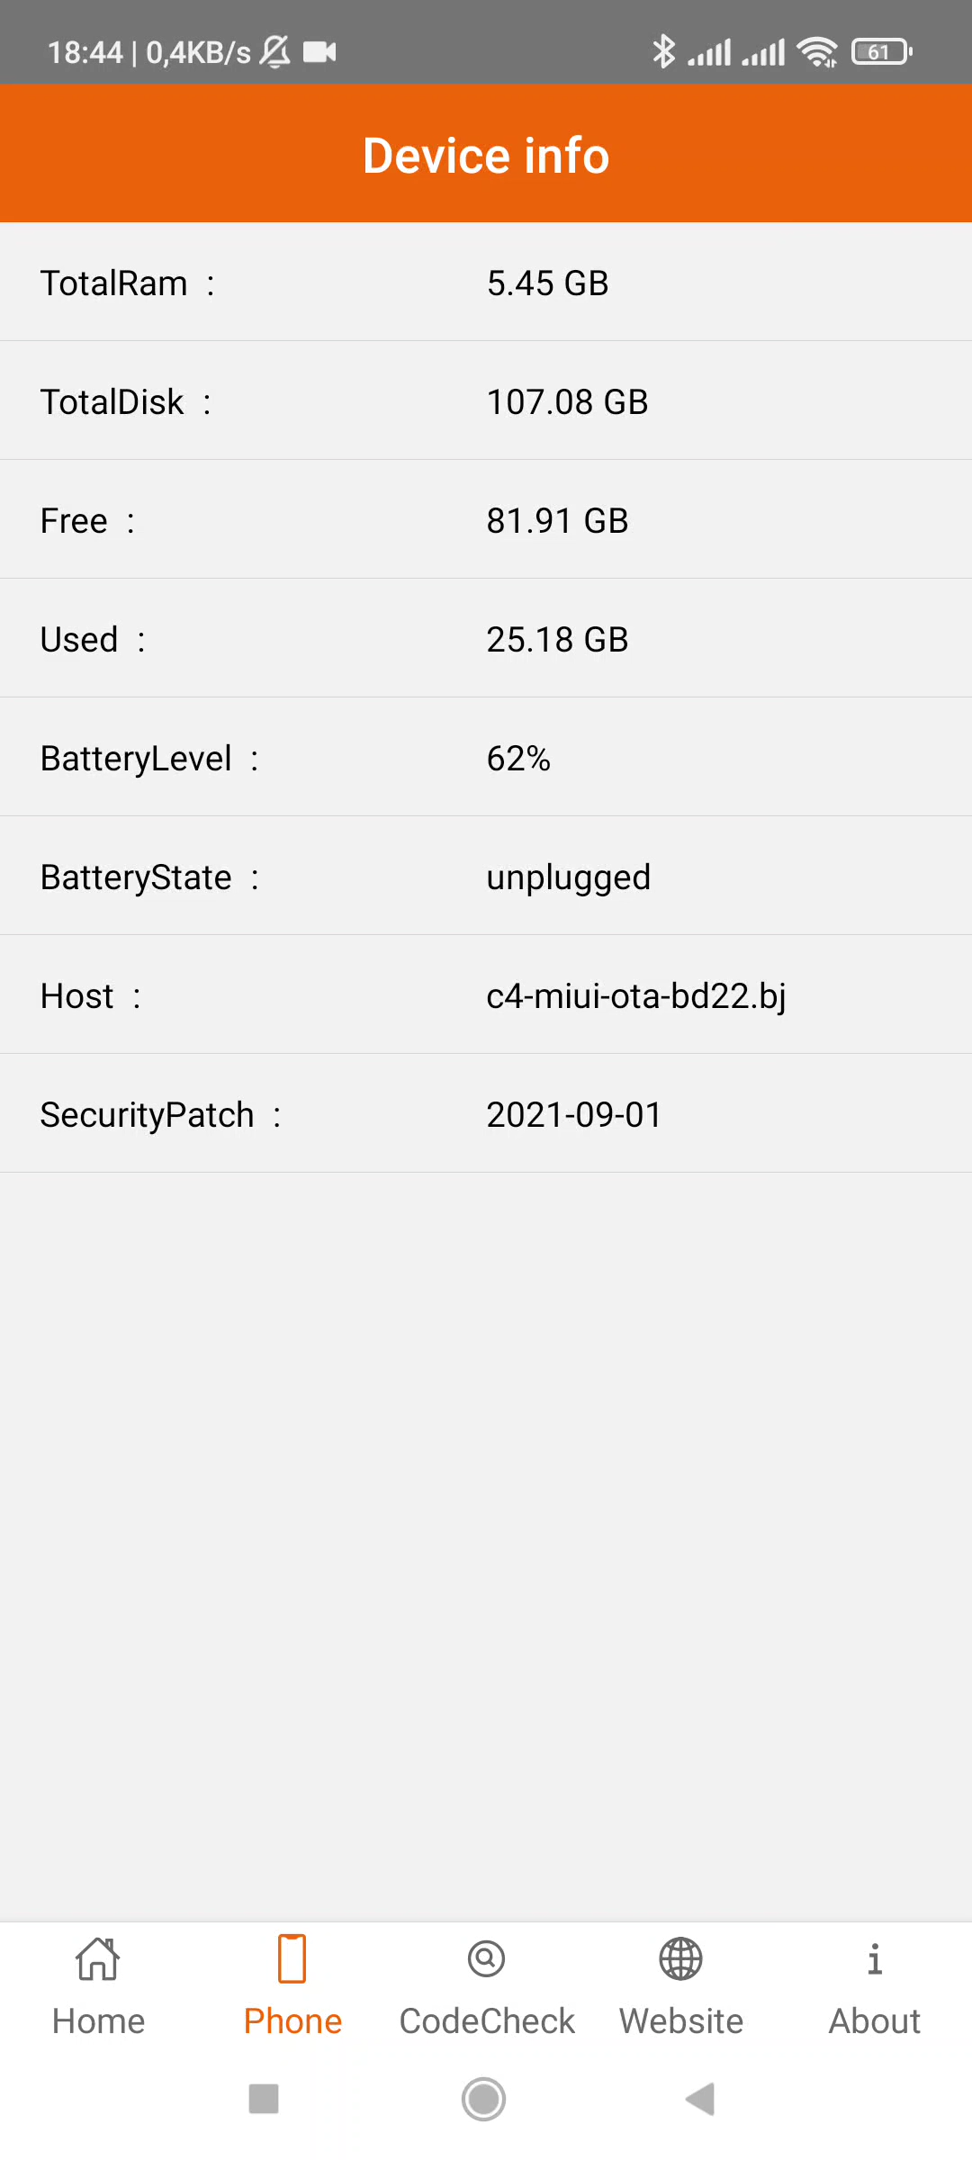 18:44 | 0,4KB/s 61
Device info
TotalRam : 5.45 GB
TotalDisk : 107.08 GB
Free : 81.91 GB
Used : 25.18 GB
BatteryLevel : 62%
BatteryState : unplugged
Host : c4-miui-ota-bd22.bj
SecurityPatch : 2021-09-01
Home Phone CodeCheck Website About